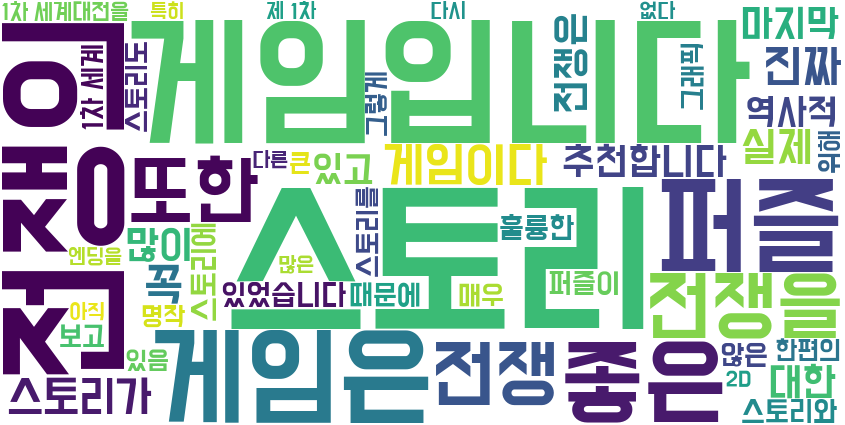 1차 세계대전을
특히
제 1차
다시
없다
마지막
전쟁의
1차 세계
스토리도
게임입니다
그렇게
전쟁은
그래픽
진짜
역사적
실제
위해
또한
다른
큰
있고
게임이다
추천합니다
퍼즐
스토리
스토리를
훌륭한
많이
엔딩을
꼭
스토리중
많은
있었습니다
때문에
매우
퍼즐이
전쟁을
아직
보고
명작
있음
게임은
전쟁
좋은
않은
한편의
2D
대한
스토리가
스토리와